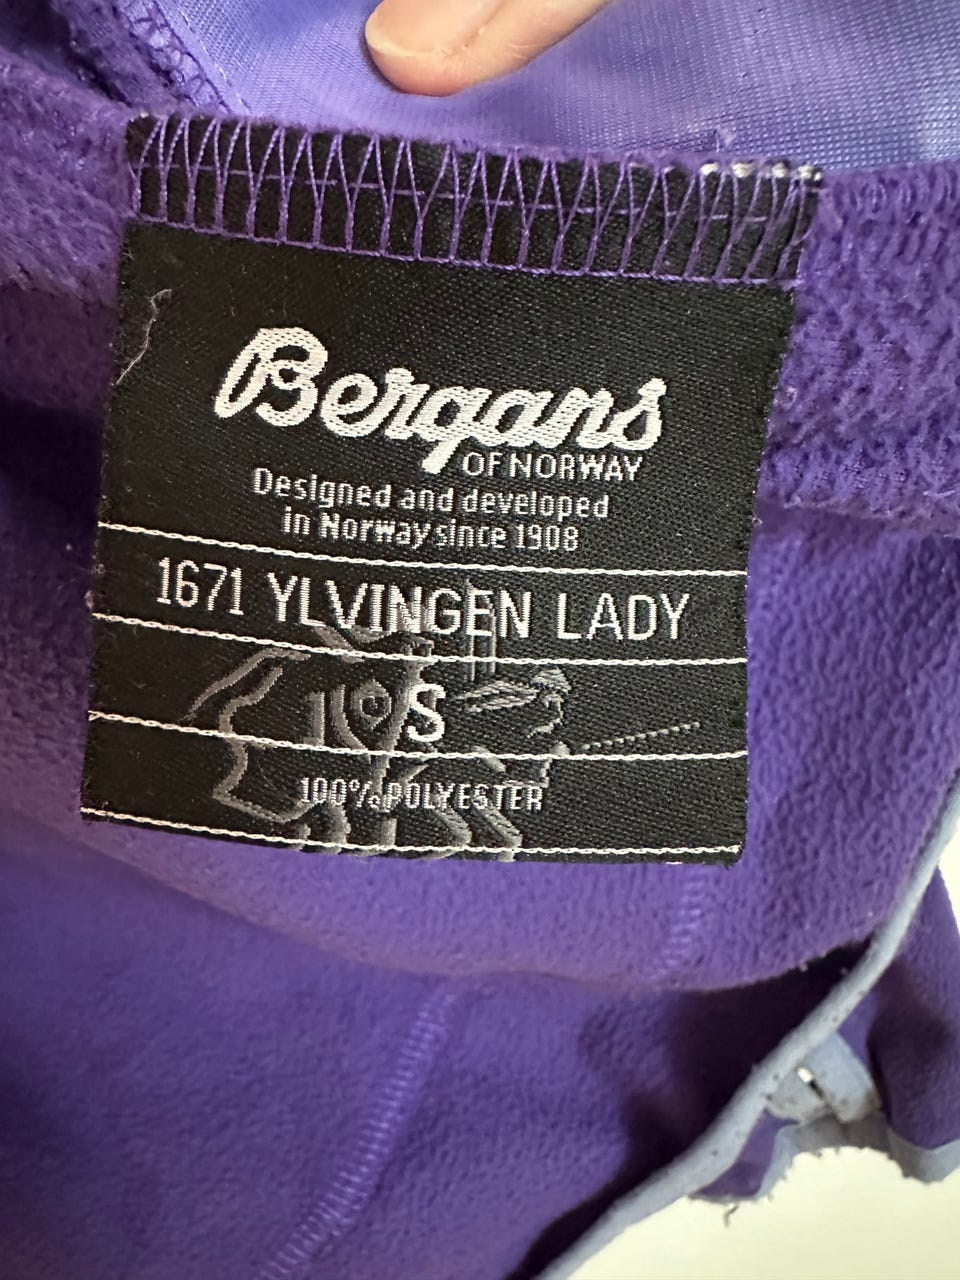 Bergans
OF NORWAY
Designed and developed
in Norway since 1908
1671 YLVINGEN LADY
S
100% POLYESTER